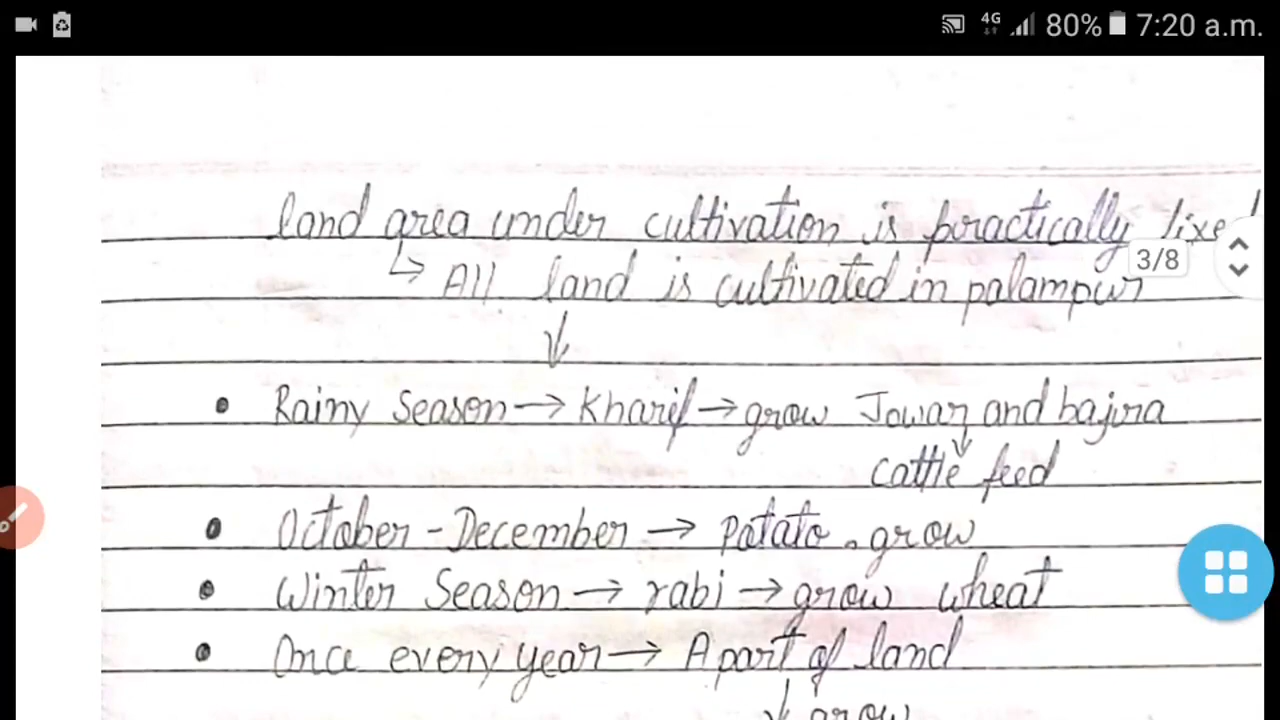 4G 80% 7:20 a.m.
land area under cultivation is practically fixed
3/8
↳ All land is cultivated in palampur
↓
• Rainy Season → Kharif → grow Jowar and bajra
↓
cattle feed
• October - December → Potato . grow
• Winter Season → rabi → grow wheat
• Once every year → A part of land
↓ grow